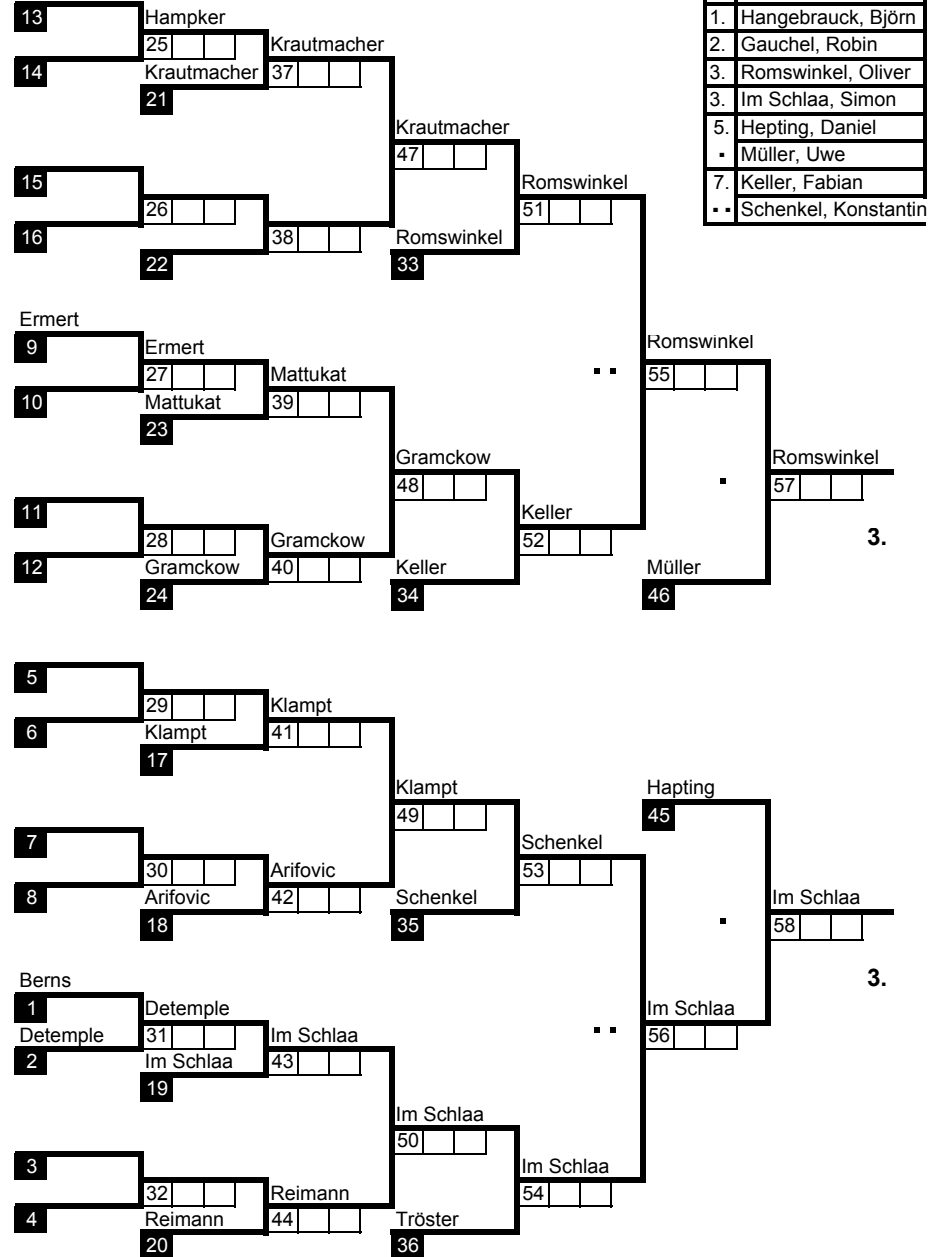 13 Hampker
1. Hangebrauck, Björn
25 Krautmacher
2. Gauchel, Robin
14 Krautmacher 37
3. Romswinkel, Oliver
21
3. Im Schlaa, Simon
Krautmacher
5. Hepting, Daniel
47
▪ Müller, Uwe
15 Romswinkel
7. Keller, Fabian
26 51
▪ ▪ Schenkel, Konstantin
16 38 Romswinkel
22 33
Ermert
9 Ermert Romswinkel
27 Mattukat ▪ ▪ 55
10 Mattukat 39
23
Gramckow Romswinkel
48 ▪ 57
11 Keller
28 Gramckow 52 3.
12 Gramckow 40 Keller Müller
24 34 46
5
29 Klampt
6 Klampt 41
17
Klampt Hapting
49 45
7 Schenkel
30 Arifovic 53
8 Arifovic 42 Schenkel Im Schlaa
18 35 ▪ 58
Berns 3.
1 Detemple Im Schlaa
Detemple 31 Im Schlaa ▪ ▪ 56
2 Im Schlaa 43
19
Im Schlaa
50
3 Im Schlaa
32 Reimann 54
4 Reimann 44 Tröster
20 36